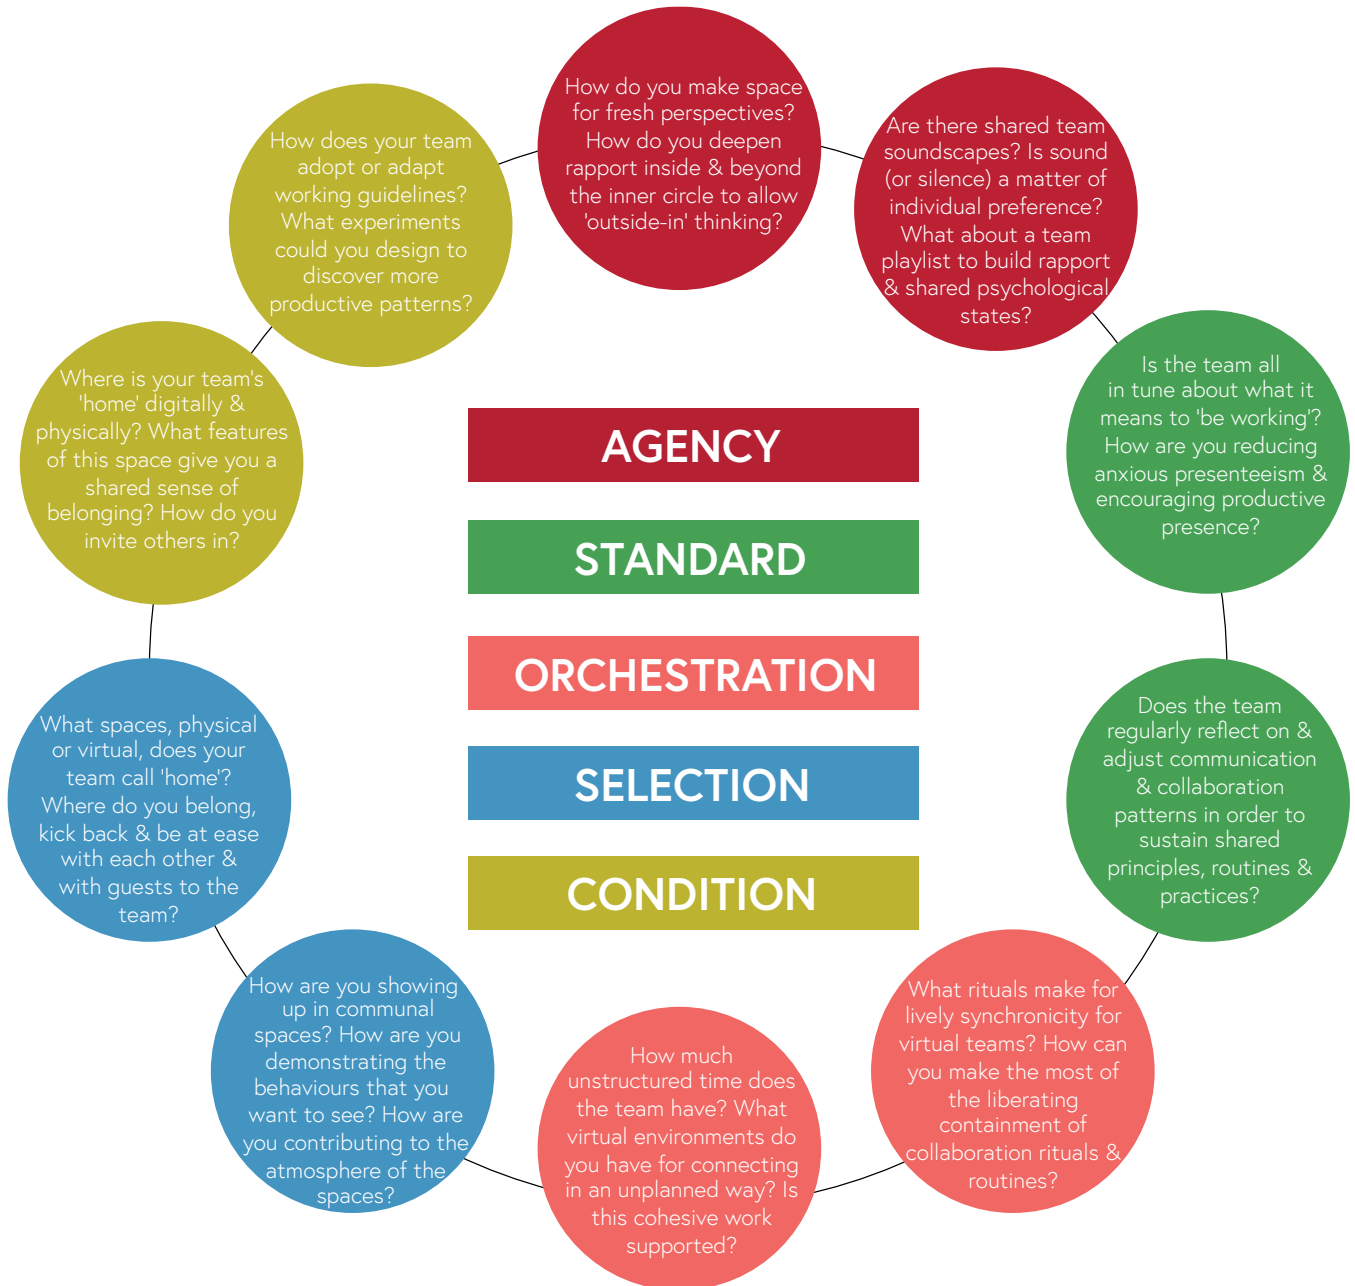 How do you make space
for fresh perspectives?
How do you deepen
rapport inside & beyond
the inner circle to allow
'outside-in' thinking?
Are there shared team
soundscapes? Is sound
(or silence) a matter of
individual preference?
What about a team
playlist to build rapport
& shared psychological
states?
Is the team all
in tune about what it
means to 'be working'?
How are you reducing
anxious presenteeism &
encouraging productive
presence?
Does the team
regularly reflect on &
adjust communication
& collaboration
patterns in order to
sustain shared
principles, routines &
practices?
What rituals make for
lively synchronicity for
virtual teams? How can
you make the most of
the liberating
containment of
collaboration rituals &
routines?
How much
unstructured time does
the team have? What
virtual environments do
you have for connecting
in an unplanned way? Is
this cohesive work
supported?
How are you showing
up in communal
spaces? How are you
demonstrating the
behaviours that you
want to see? How are
you contributing to the
atmosphere of the
spaces?
What spaces, physical
or virtual, does your
team call 'home'?
Where do you belong,
kick back & be at ease
with each other &
with guests to the
team?
Where is your team's
'home' digitally &
physically? What features
of this space give you a
shared sense of
belonging? How do you
invite others in?
How does your team
adopt or adapt
working guidelines?
What experiments
could you design to
discover more
productive patterns?
AGENCY
STANDARD
ORCHESTRATION
SELECTION
CONDITION